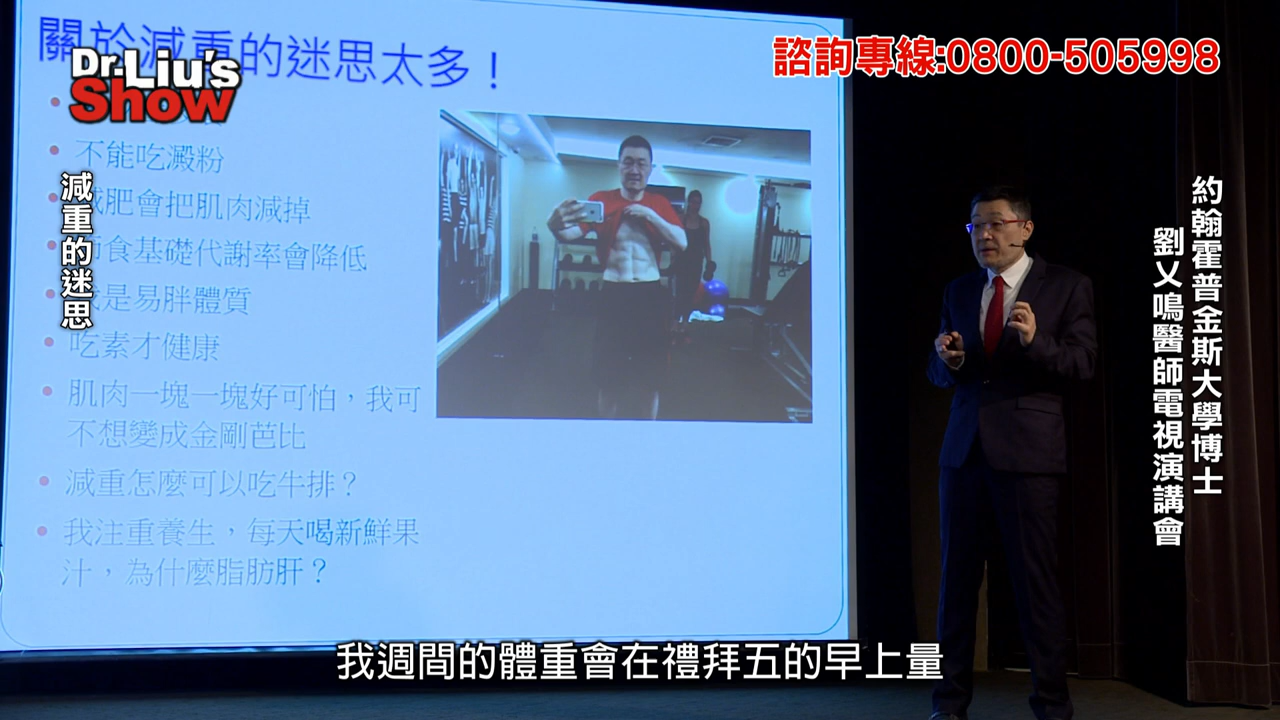 關於減重的迷思太多！
Dr.Liu's
Show
諮詢專線:0800-505998
不能吃澱粉
減肥會把肌肉減掉
節食基礎代謝率會降低
我是易胖體質
吃素才健康
肌肉一塊一塊好可怕，我可
不想變成金剛芭比
減重怎麼可以吃牛排？
我注重養生，每天喝新鮮果
汁，為什麼脂肪肝？
減重的迷思
約翰霍普金斯大學博士
劉乂鳴醫師電視演講會
我週間的體重會在禮拜五的早上量